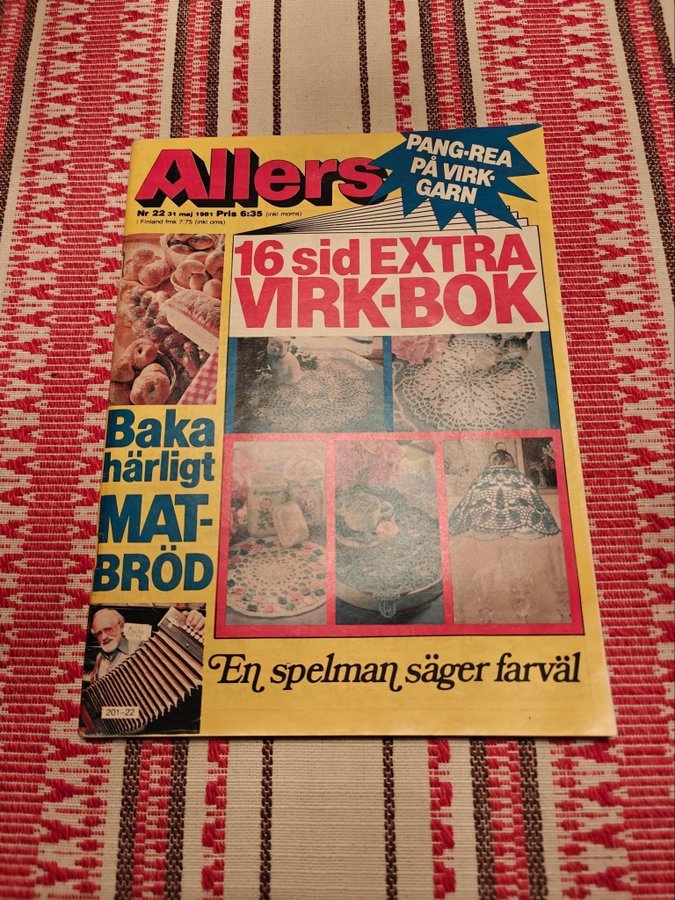 Allers
PANG-REA
PÅ VIRK-
GARN
Nr 22 31 maj 1981 Pris 6:35 (inkl moms)
i Finland fmk 7:75 (inkl oms)
16 sid EXTRA
VIRK-BOK
Baka
härligt
MAT-
BRÖD
En spelman säger farväl
201-22